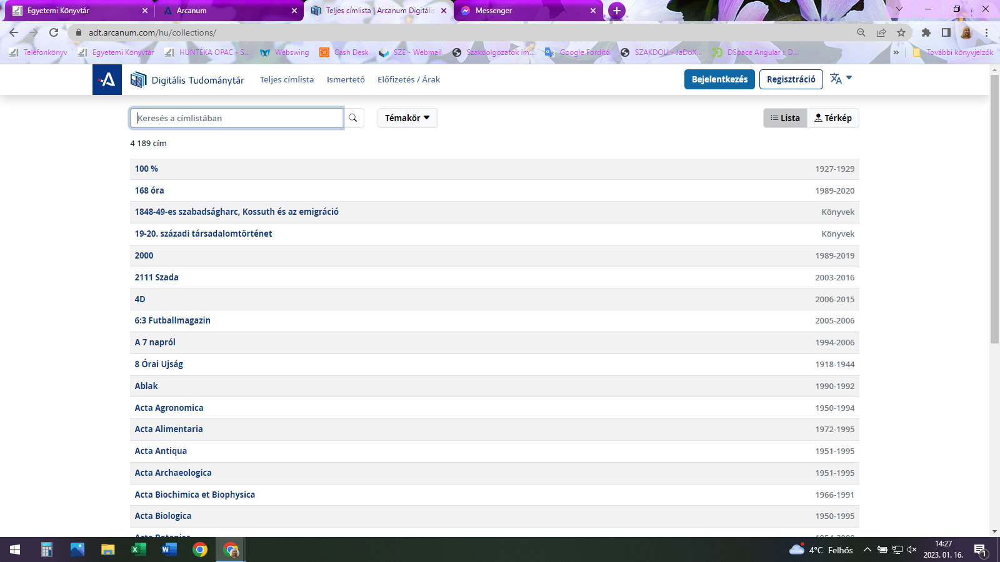 Egyetemi Könyvtár
Arcanum
Teljes címlista | Arcanum Digitális
Messenger
adt.arcanum.com/hu/collections/
Telefonkönyv
Egyetemi Könyvtár
HUNTÉKA OPAC - S...
Webswing
Cash Desk
SZE - Webmail
Szakdolgozatok ím...
Google Fordító
SZAKDOLI - JaDoX...
DSpace Angular :: D...
»
További könyvjelzők
Digitális Tudománytár
Teljes címlista
Ismertető
Előfizetés / Árak
Bejelentkezés
Regisztráció
Keresés a címlistában
Témakör
Lista
Térkép
4 189 cím
100 % 1927-1929
168 óra 1989-2020
1848-49-es szabadságharc, Kossuth és az emigráció Könyvek
19-20. századi társadalomtörténet Könyvek
2000 1989-2019
2111 Szada 2003-2016
4D 2006-2015
6:3 Futballmagazin 2005-2006
A 7 napról 1994-2006
8 Órai Ujság 1918-1944
Ablak 1990-1992
Acta Agronomica 1950-1994
Acta Alimentaria 1972-1995
Acta Antiqua 1951-1995
Acta Archaeologica 1951-1995
Acta Biochimica et Biophysica 1966-1991
Acta Biologica 1950-1995
Acta Botanica
4°C Felhős
14:27
2023. 01. 16.
1